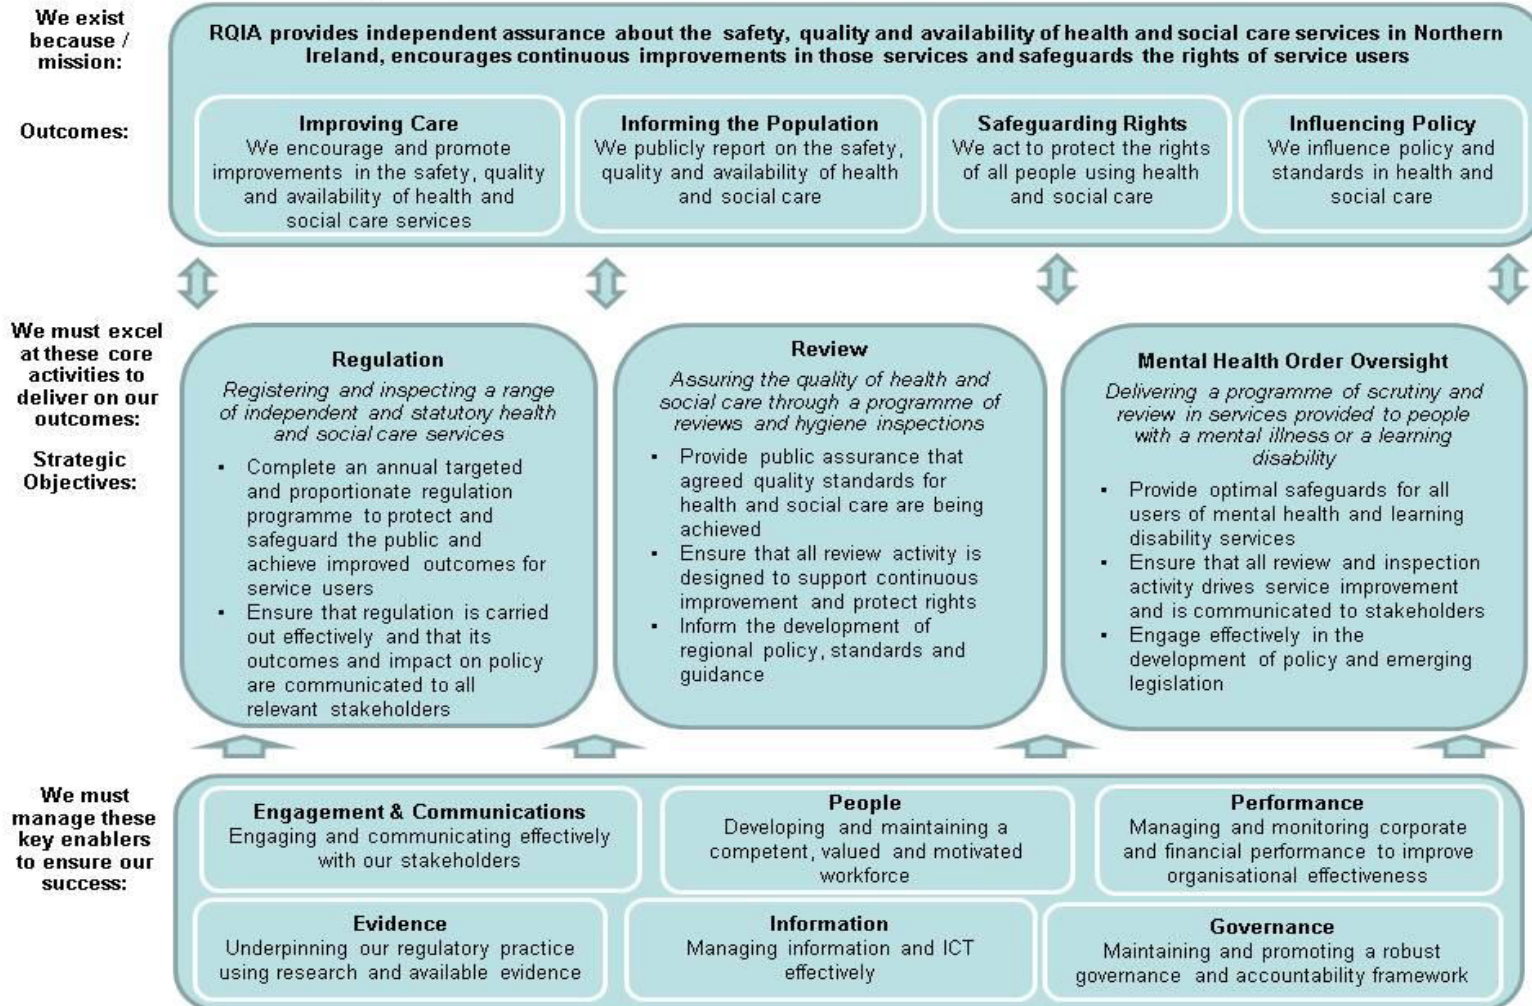 We exist
because /
mission:
RQIA provides independent assurance about the safety, quality and availability of health and social care services in Northern
Ireland, encourages continuous improvements in those services and safeguards the rights of service users
Outcomes:
Improving Care
We encourage and promote
improvements in the safety, quality
and availability of health and
social care services
Informing the Population
We publicly report on the safety,
quality and availability of health
and social care
Safeguarding Rights
We act to protect the rights
of all people using health
and social care
Influencing Policy
We influence policy and
standards in health and
social care
We must excel
at these core
activities to
deliver on our
outcomes:
Strategic
Objectives:
Regulation
Registering and inspecting a range
of independent and statutory health
and social care services
▪ Complete an annual targeted
and proportionate regulation
programme to protect and
safeguard the public and
achieve improved outcomes for
service users
▪ Ensure that regulation is carried
out effectively and that its
outcomes and impact on policy
are communicated to all
relevant stakeholders
Review
Assuring the quality of health and
social care through a programme of
reviews and hygiene inspections
▪ Provide public assurance that
agreed quality standards for
health and social care are being
achieved
▪ Ensure that all review activity is
designed to support continuous
improvement and protect rights
▪ Inform the development of
regional policy, standards and
guidance
Mental Health Order Oversight
Delivering a programme of scrutiny and
review in services provided to people
with a mental illness or a learning
disability
▪ Provide optimal safeguards for all
users of mental health and learning
disability services
▪ Ensure that all review and inspection
activity drives service improvement
and is communicated to stakeholders
▪ Engage effectively in the
development of policy and emerging
legislation
We must
manage these
key enablers
to ensure our
success:
Engagement & Communications
Engaging and communicating effectively
with our stakeholders
People
Developing and maintaining a
competent, valued and motivated
workforce
Performance
Managing and monitoring corporate
and financial performance to improve
organisational effectiveness
Evidence
Underpinning our regulatory practice
using research and available evidence
Information
Managing information and ICT
effectively
Governance
Maintaining and promoting a robust
governance and accountability framework